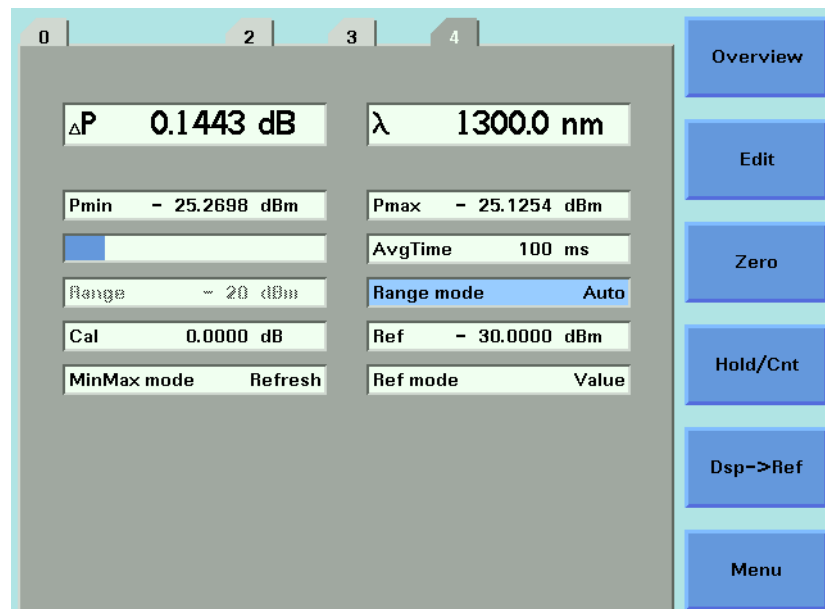 0 2 3 4
ΔP 0.1443 dB λ 1300.0 nm
Pmin - 25.2698 dBm Pmax - 25.1254 dBm
AvgTime 100 ms
Range - 20 dBm Range mode Auto
Cal 0.0000 dB Ref - 30.0000 dBm
MinMax mode Refresh Ref mode Value
Overview
Edit
Zero
Hold/Cnt
Dsp->Ref
Menu